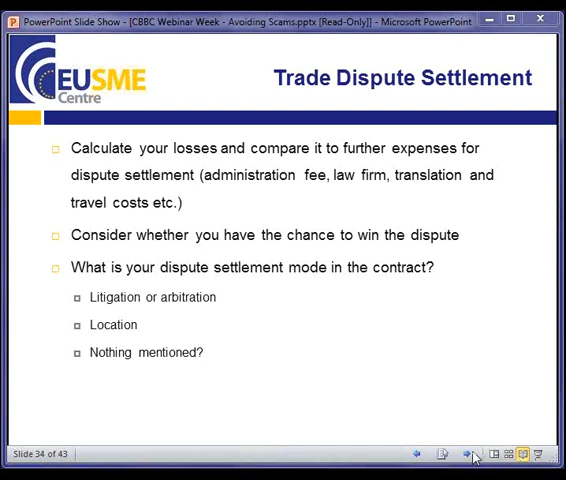 PowerPoint Slide Show - [CBBC Webinar Week - Avoiding Scams.pptx [Read-Only]] - Microsoft PowerPoint
EUSME
Centre
Trade Dispute Settlement
Calculate your losses and compare it to further expenses for
dispute settlement (administration fee, law firm, translation and
travel costs etc.)
Consider whether you have the chance to win the dispute
What is your dispute settlement mode in the contract?
Litigation or arbitration
Location
Nothing mentioned?
Slide 34 of 43